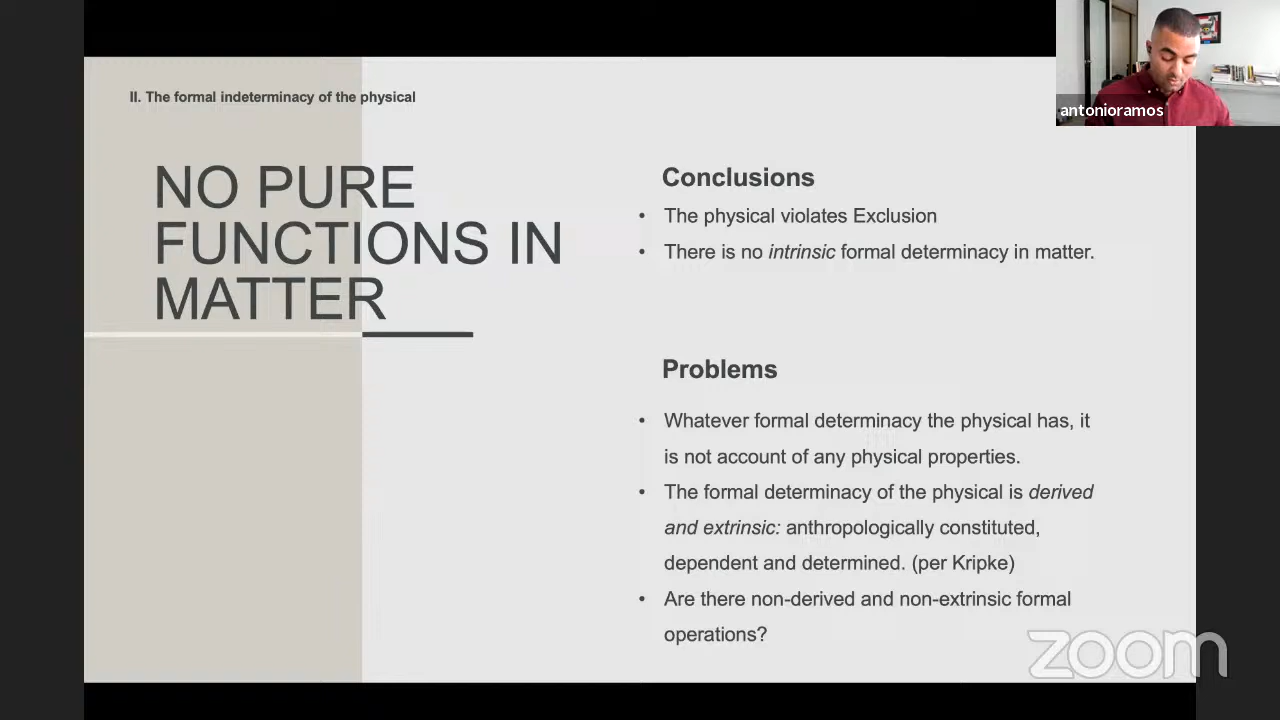 antonioramos
II. The formal indeterminacy of the physical
NO PURE
FUNCTIONS IN
MATTER
Conclusions
• The physical violates Exclusion
• There is no intrinsic formal determinacy in matter.
Problems
• Whatever formal determinacy the physical has, it
is not account of any physical properties.
• The formal determinacy of the physical is derived
and extrinsic: anthropologically constituted,
dependent and determined. (per Kripke)
• Are there non-derived and non-extrinsic formal
operations?
zoom